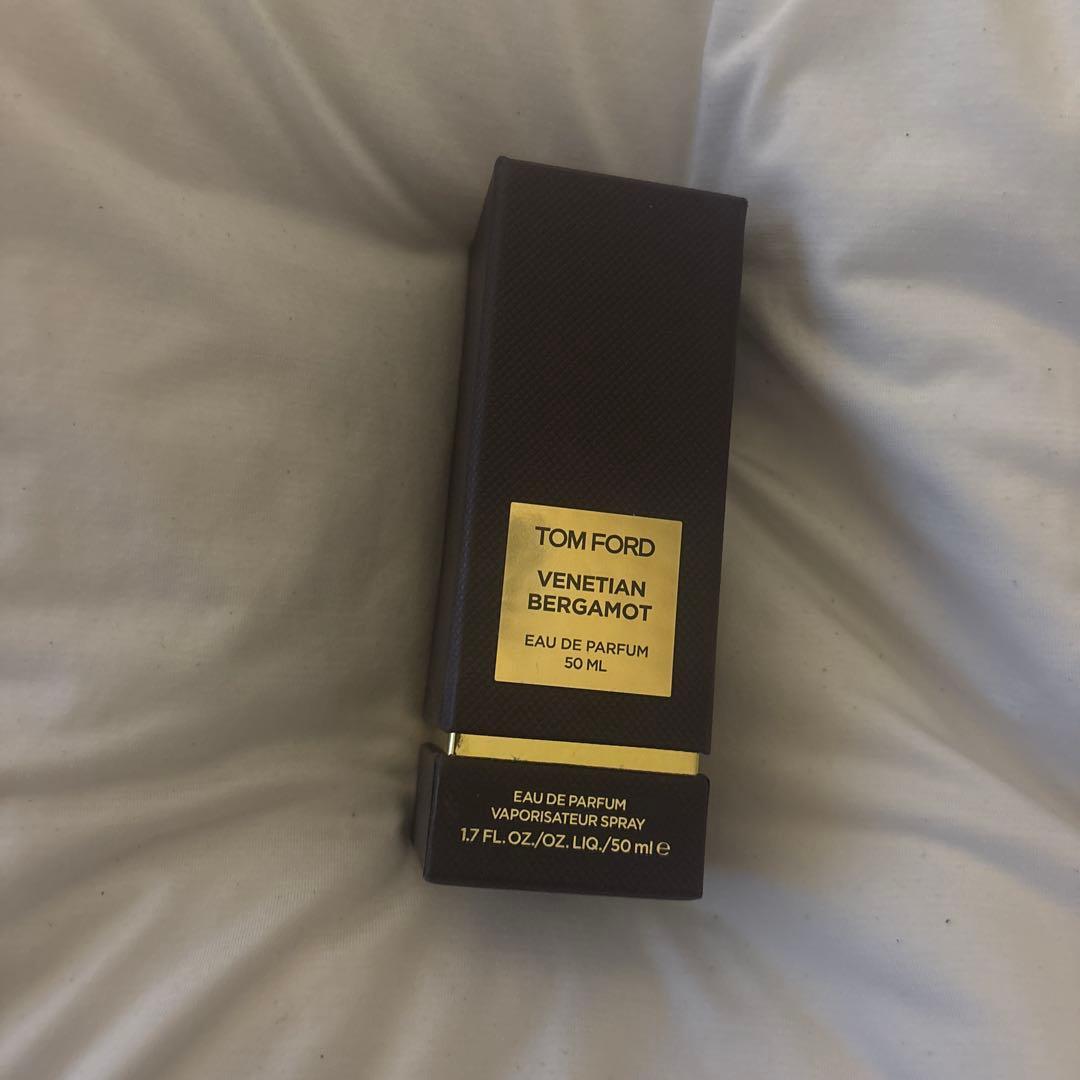 TOM FORD
VENETIAN
BERGAMOT
EAU DE PARFUM
50 ML
EAU DE PARFUM
VAPORISATEUR SPRAY
1.7 FL. OZ./OZ. LIQ./50 ml ℮